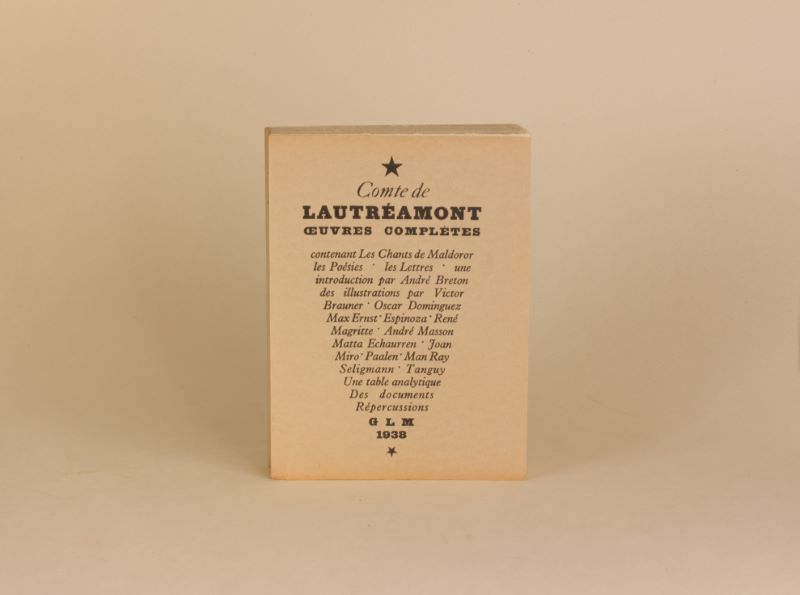 ★
Comte de
LAUTRÉAMONT
ŒUVRES COMPLÈTES
contenant Les Chants de Maldoror
les Poésies · les Lettres · une
introduction par André Breton
des illustrations par Victor
Brauner · Oscar Dominguez
Max Ernst · Espinoza · René
Magritte · André Masson
Matta Echaurren · Joan
Miro · Paalen · Man Ray
Seligmann · Tanguy
Une table analytique
Des documents
Répercussions
G L M
1938
★